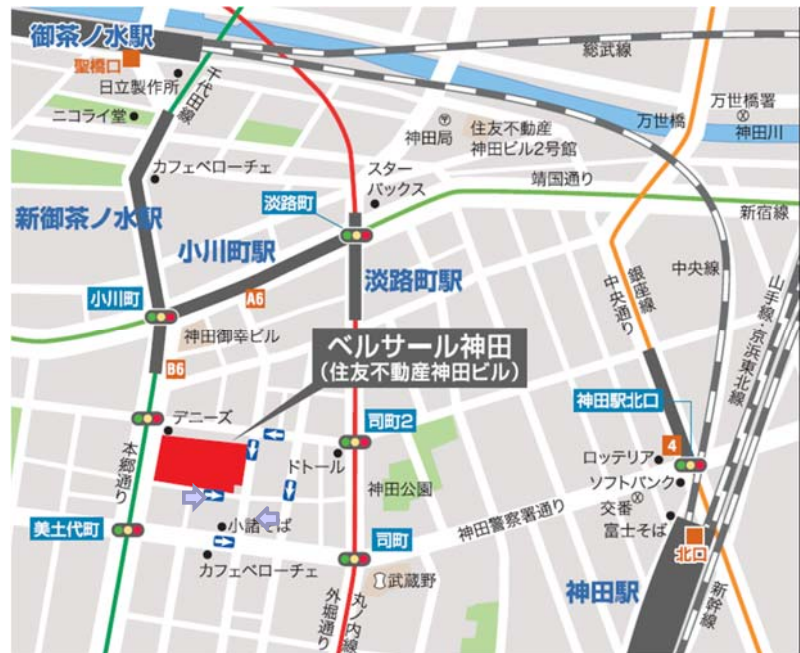 御茶ノ水駅
聖橋口
日立製作所
ニコライ堂
千代田線
カフェベローチェ
新御茶ノ水駅
総武線
神田局
住友不動産
神田ビル2号館
万世橋
万世橋署
神田川
スター
バックス
靖国通り
新宿線
淡路町
小川町駅
淡路町駅
小川町
A6
神田御幸ビル
B6
銀座線
中央通り
中央線
山手線・京浜東北線
ベルサール神田
(住友不動産神田ビル)
神田駅北口
4
デニーズ
本郷通り
司町2
ドトール
神田公園
ロッテリア
ソフトバンク
交番
富士そば
神田警察署通り
美土代町
小諸そば
司町
カフェベローチェ
武蔵野
丸ノ内線
外堀通り
北口
神田駅
新幹線